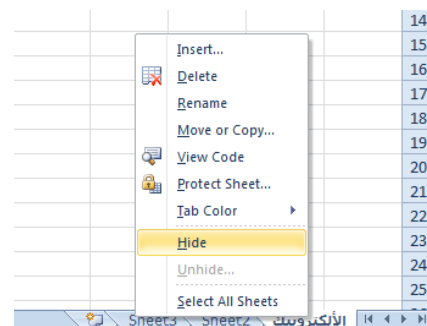 14
15
16
17
18
19
20
21
22
23
24
25
Insert...
Delete
Rename
Move or Copy...
View Code
Protect Sheet...
Tab Color
Hide
Unhide...
Select All Sheets
الألكترونيك Sheet2 Sheet3